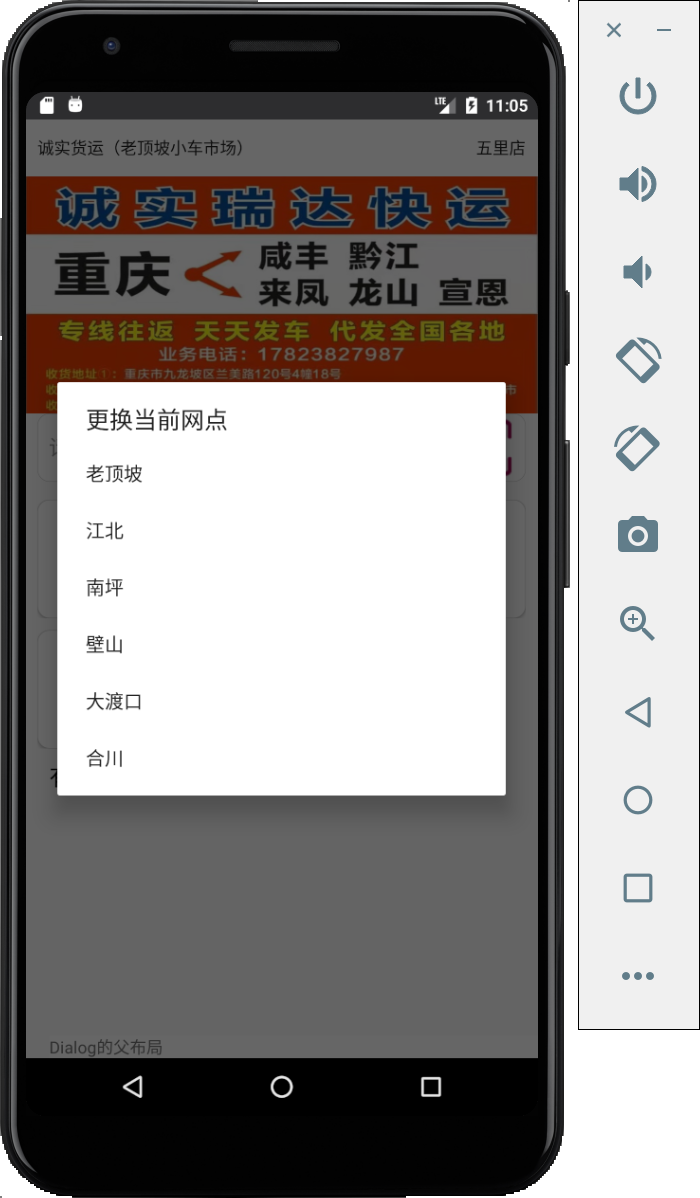 LTE 11:05
诚实货运（老顶坡小车市场） 五里店
诚实瑞达快运
重庆
咸丰 黔江
来凤 龙山 宣恩
专线往返 天天发车 代发全国各地
业务电话：17823827987
收货地址①：重庆市九龙坡区兰美路120号4幢18号
收
市
收
更换当前网点
老顶坡
江北
南坪
壁山
大渡口
合川
Dialog的父布局